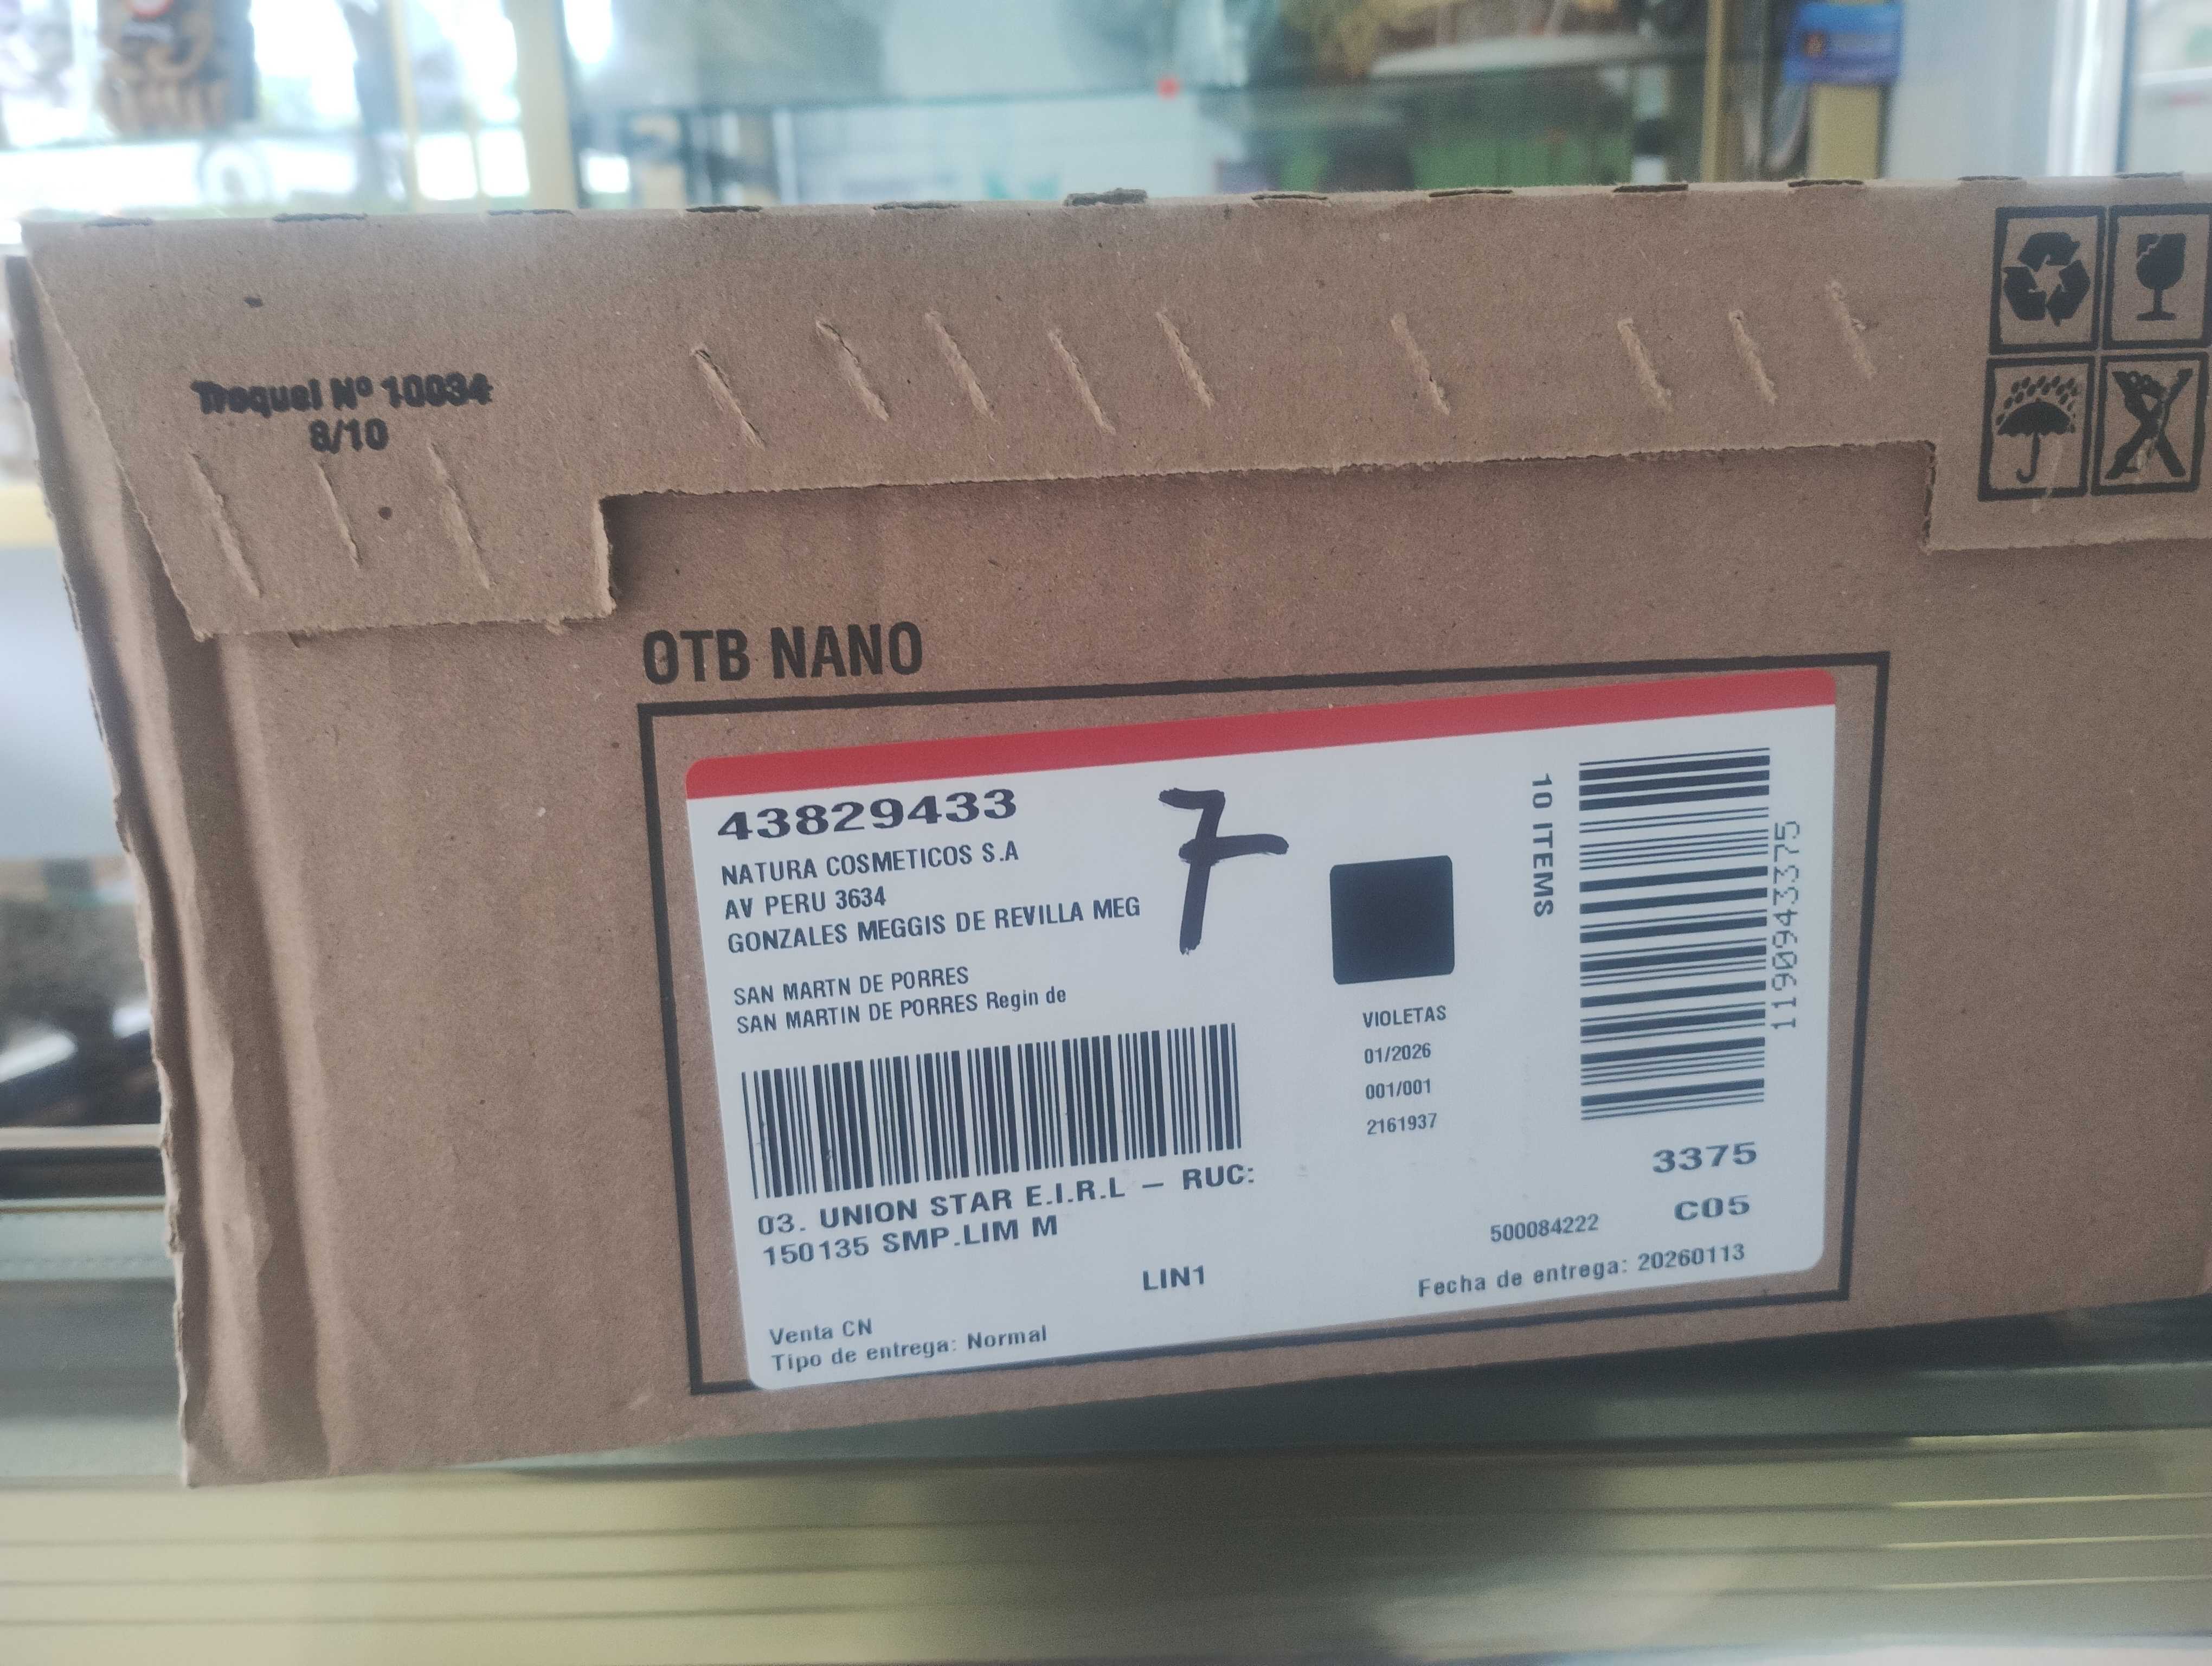 Troquel Nº 10034
8/10
OTB NANO
43829433
NATURA COSMETICOS S.A
AV PERU 3634
GONZALES MEGGIS DE REVILLA MEG
SAN MARTN DE PORRES
SAN MARTIN DE PORRES Regin de
7
03. UNION STAR E.I.R.L – RUC:
150135 SMP.LIM M
LIN1
Venta CN
Tipo de entrega: Normal
VIOLETAS
01/2026
001/001
2161937
10 ITEMS
1190943375
3375
C05
500084222
Fecha de entrega: 20260113